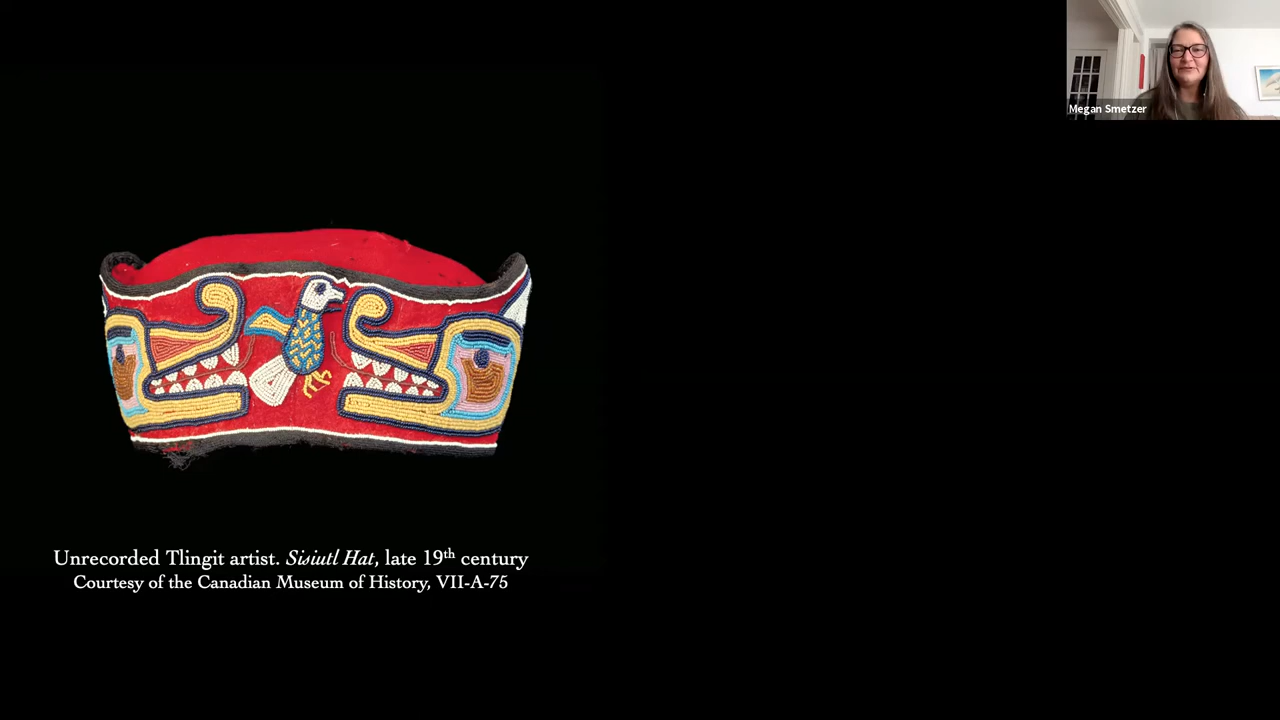 Megan Smetzer
Unrecorded Tlingit artist. Sisiutl Hat, late 19th century
Courtesy of the Canadian Museum of History, VII-A-75